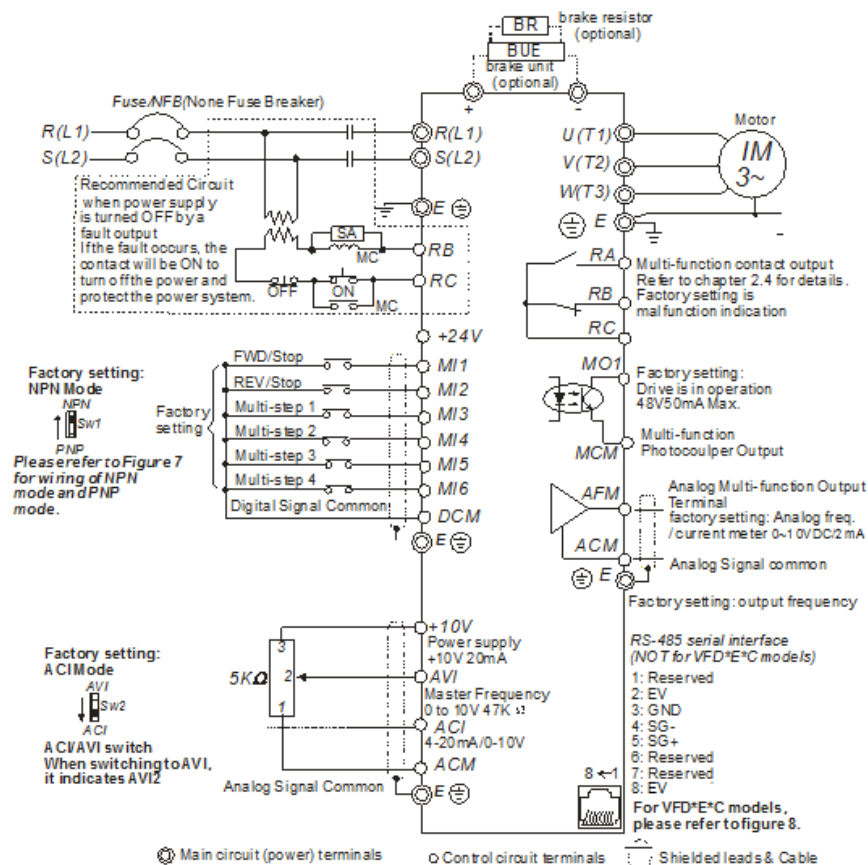 BR
brake resistor
(optional)
BUE
brake unit
(optional)
+
-
Fuse/NFB(None Fuse Breaker)
R(L1)
S(L2)
R(L1)
S(L2)
E
Recommended Circuit
when power supply
is turned OFF by a
fault output
If the fault occurs, the
contact will be ON to
turn off the power and
protect the power system.
SA
MC
OFF
ON
MC
RB
RC
U(T1)
V(T2)
W(T3)
E
Motor
IM
3~
RA
RB
RC
Multi-function contact output
Refer to chapter 2.4 for details.
Factory setting is
malfunction indication
+24V
Factory setting:
NPN Mode
NPN
Sw1
PNP
Please refer to Figure 7
for wiring of NPN
mode and PNP
mode.
Factory
setting
FWD/Stop
MI1
REV/Stop
MI2
Multi-step 1
MI3
Multi-step 2
MI4
Multi-step 3
MI5
Multi-step 4
MI6
Digital Signal Common
DCM
E
MO1
Factory setting:
Drive is in operation
48V50mA Max.
MCM
Multi-function
Photocoulper Output
AFM
Analog Multi-function Output
Terminal
factory setting: Analog freq.
/ current meter 0~10VDC/2mA
ACM
Analog Signal common
E
Factory setting: output frequency
Factory setting:
ACI Mode
AVI
Sw2
ACI
ACI/AVI switch
When switching to AVI,
it indicates AVI2
5KΩ
3
2
1
+10V
Power supply
+10V 20mA
AVI
Master Frequency
0 to 10V 47K Ω
ACI
4-20mA/0-10V
ACM
Analog Signal Common
E
RS-485 serial interface
(NOT for VFD*E*C models)
1: Reserved
2: EV
3: GND
4: SG-
5: SG+
6: Reserved
7: Reserved
8: EV
8 ←1
For VFD*E*C models,
please refer to figure 8.
Main circuit (power) terminals
Control circuit terminals
Shielded leads & Cable